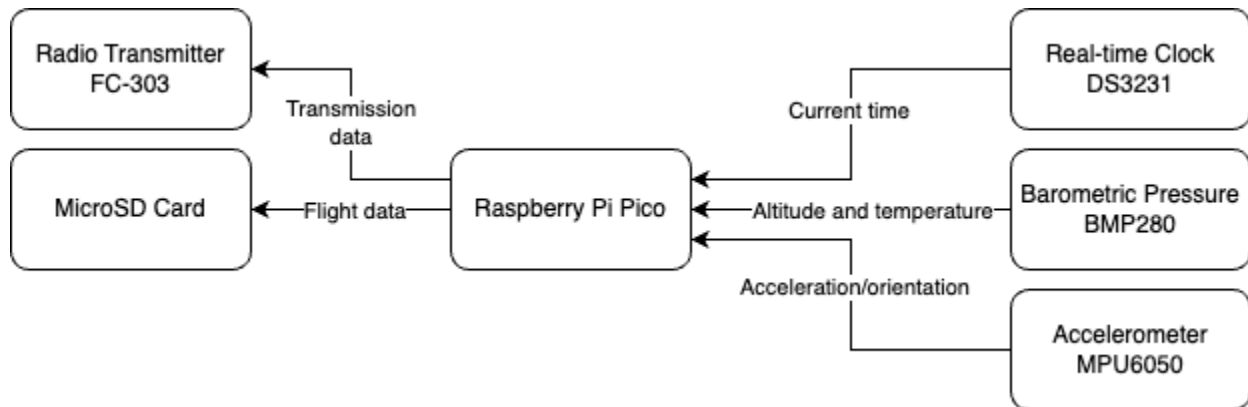 Radio Transmitter
FC-303
Transmission
data
MicroSD Card
Flight data
Raspberry Pi Pico
Current time
Altitude and temperature
Acceleration/orientation
Real-time Clock
DS3231
Barometric Pressure
BMP280
Accelerometer
MPU6050